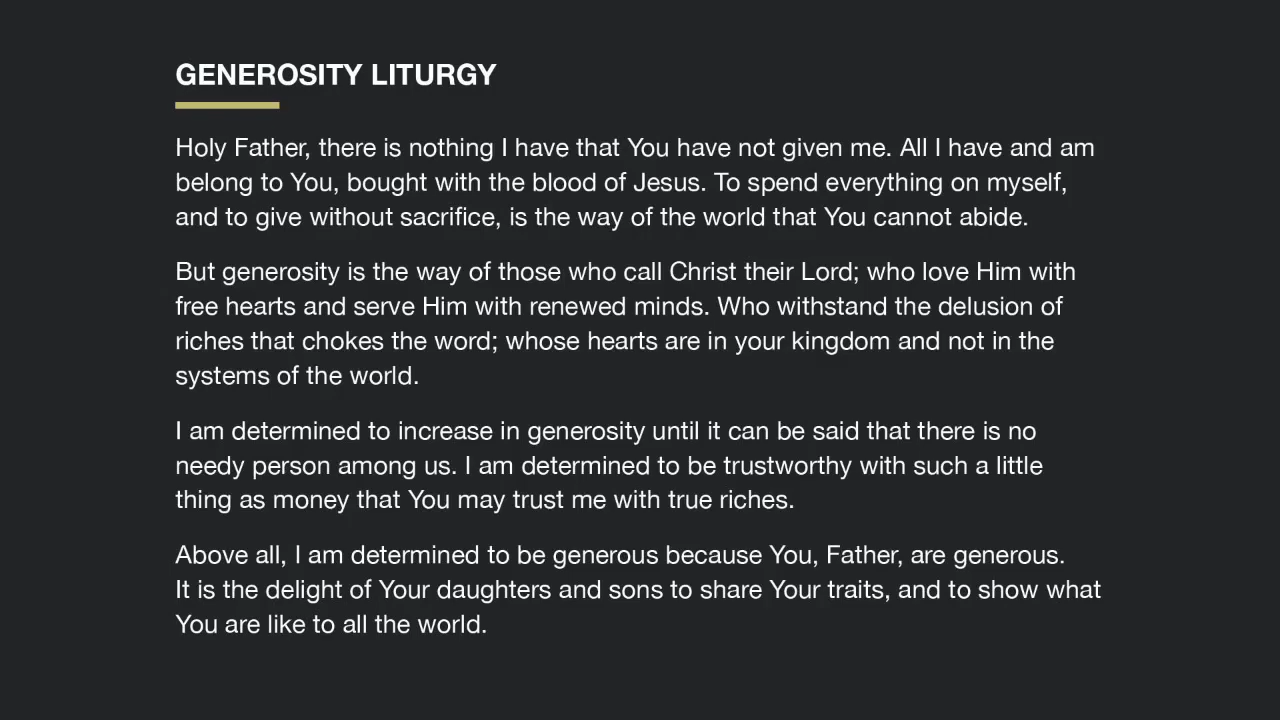 GENEROSITY LITURGY
Holy Father, there is nothing I have that You have not given me. All I have and am
belong to You, bought with the blood of Jesus. To spend everything on myself,
and to give without sacrifice, is the way of the world that You cannot abide.
But generosity is the way of those who call Christ their Lord; who love Him with
free hearts and serve Him with renewed minds. Who withstand the delusion of
riches that chokes the word; whose hearts are in your kingdom and not in the
systems of the world.
I am determined to increase in generosity until it can be said that there is no
needy person among us. I am determined to be trustworthy with such a little
thing as money that You may trust me with true riches.
Above all, I am determined to be generous because You, Father, are generous.
It is the delight of Your daughters and sons to share Your traits, and to show what
You are like to all the world.